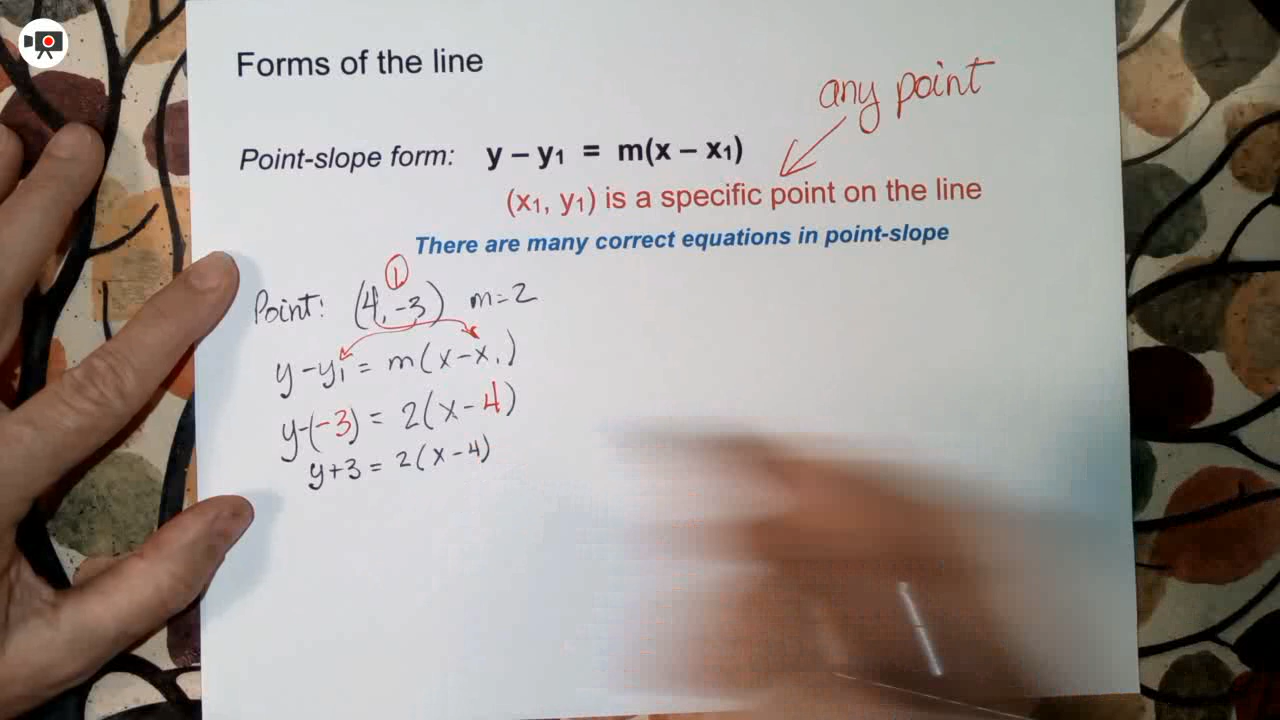 Forms of the line
any point
Point-slope form: y – y₁ = m(x – x₁)
(x₁, y₁) is a specific point on the line
There are many correct equations in point-slope
1
Point: (4, -3) m=2
y-y₁ = m(x-x₁)
y-(-3) = 2(x-4)
y+3 = 2(x-4)